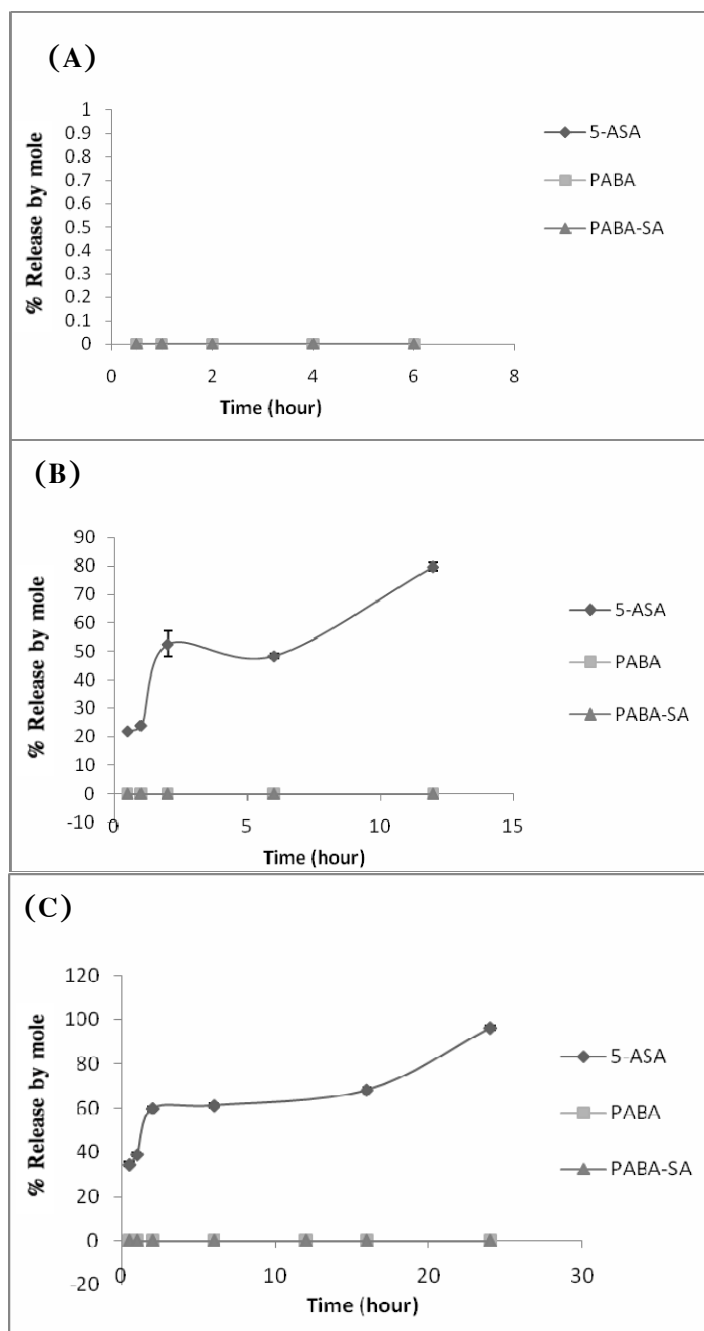 (A)
% Release by mole
1
0.9
0.8
0.7
0.6
0.5
0.4
0.3
0.2
0.1
0
0 2 4 6 8
Time (hour)
5-ASA
PABA
PABA-SA
(B)
% Release by mole
90
80
70
60
50
40
30
20
10
0
-10
0 5 10 15
Time (hour)
5-ASA
PABA
PABA-SA
(C)
% Release by mole
120
100
80
60
40
20
0
-20
0 10 20 30
Time (hour)
5-ASA
PABA
PABA-SA